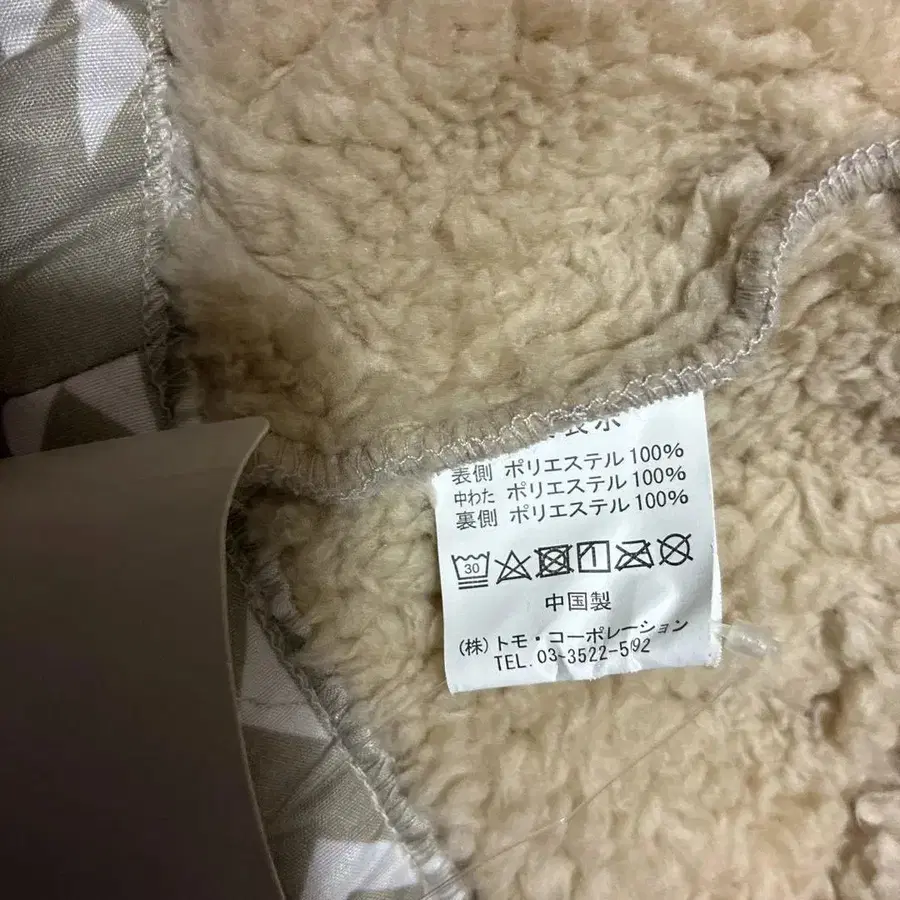 表側 ポリエステル 100%
中わた ポリエステル 100%
裏側 ポリエステル 100%
30
中国製
(株)トモ・コーポレーション
TEL. 03-3522-5